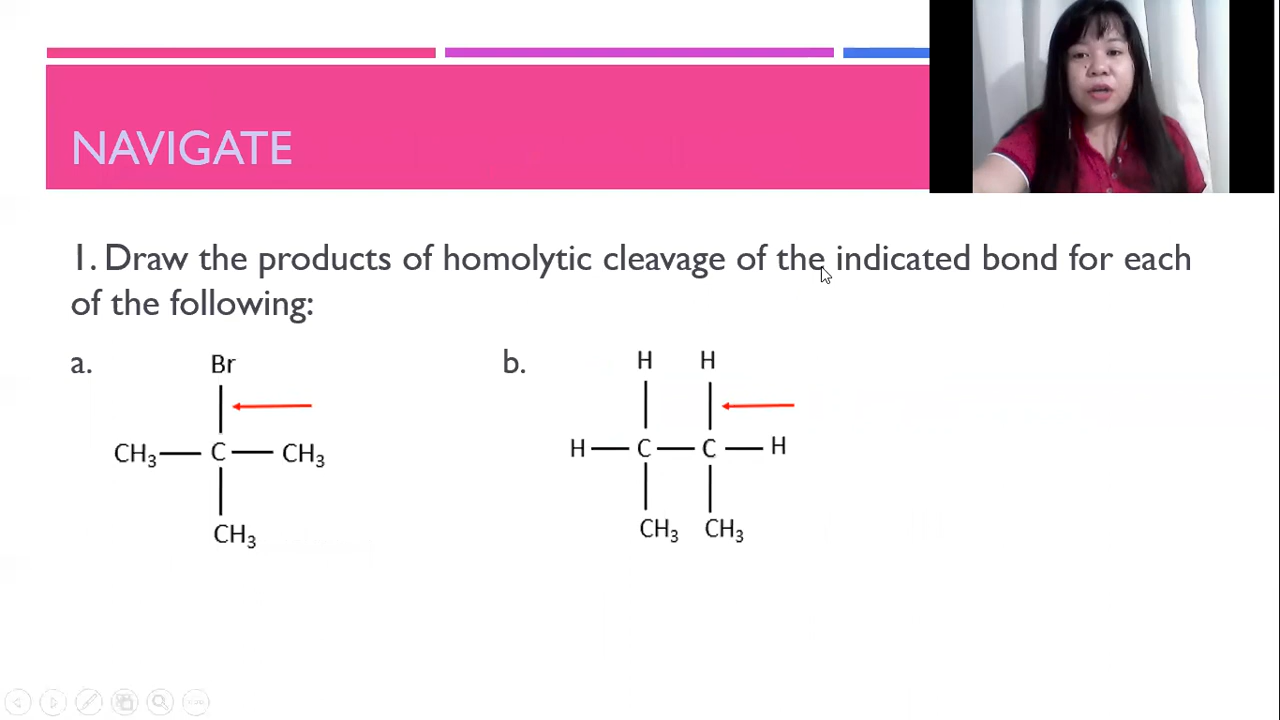 NAVIGATE
1. Draw the products of homolytic cleavage of the indicated bond for each
of the following:
a.
Br
CH₃ — C — CH₃
CH₃
b.
H H
H — C — C — H
CH₃ CH₃